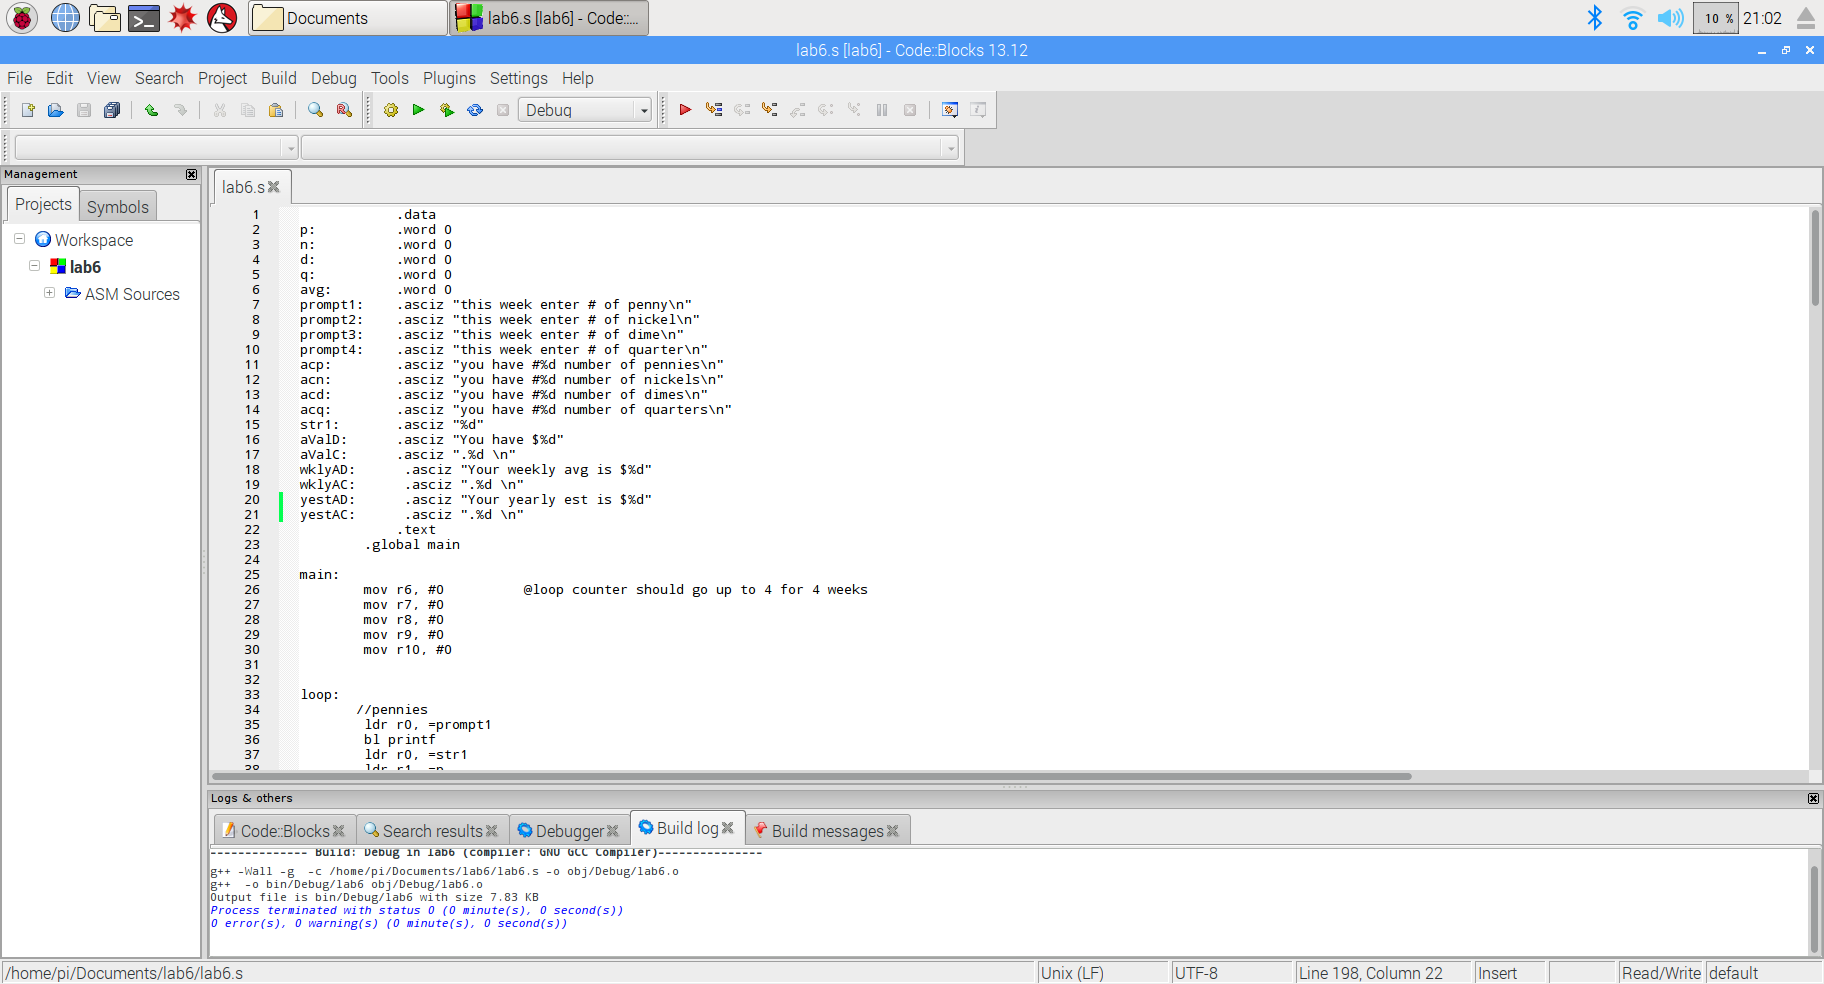 Documents
lab6.s [lab6] - Code::...
10 %
21:02
lab6.s [lab6] - Code::Blocks 13.12
File Edit View Search Project Build Debug Tools Plugins Settings Help
Debug
Management
Projects Symbols
Workspace
lab6
ASM Sources
lab6.s
1 .data
2 p: .word 0
3 n: .word 0
4 d: .word 0
5 q: .word 0
6 avg: .word 0
7 prompt1: .asciz "this week enter # of penny\n"
8 prompt2: .asciz "this week enter # of nickel\n"
9 prompt3: .asciz "this week enter # of dime\n"
10 prompt4: .asciz "this week enter # of quarter\n"
11 acp: .asciz "you have #%d number of pennies\n"
12 acn: .asciz "you have #%d number of nickels\n"
13 acd: .asciz "you have #%d number of dimes\n"
14 acq: .asciz "you have #%d number of quarters\n"
15 str1: .asciz "%d"
16 aValD: .asciz "You have $%d"
17 aValC: .asciz ".%d \n"
18 wklyAD: .asciz "Your weekly avg is $%d"
19 wklyAC: .asciz ".%d \n"
20 yestAD: .asciz "Your yearly est is $%d"
21 yestAC: .asciz ".%d \n"
22 .text
23 .global main
24
25 main:
26 mov r6, #0 @loop counter should go up to 4 for 4 weeks
27 mov r7, #0
28 mov r8, #0
29 mov r9, #0
30 mov r10, #0
31
32
33 loop:
34 //pennies
35 ldr r0, =prompt1
36 bl printf
37 ldr r0, =str1
38 ldr r1, =p
Logs & others
Code::Blocks Search results Debugger Build log Build messages
-------------- Build: Debug in lab6 (compiler: GNU GCC Compiler)---------------
g++ -Wall -g -c /home/pi/Documents/lab6/lab6.s -o obj/Debug/lab6.o
g++ -o bin/Debug/lab6 obj/Debug/lab6.o
Output file is bin/Debug/lab6 with size 7.83 KB
Process terminated with status 0 (0 minute(s), 0 second(s))
0 error(s), 0 warning(s) (0 minute(s), 0 second(s))
/home/pi/Documents/lab6/lab6.s Unix (LF) UTF-8 Line 198, Column 22 Insert Read/Write default